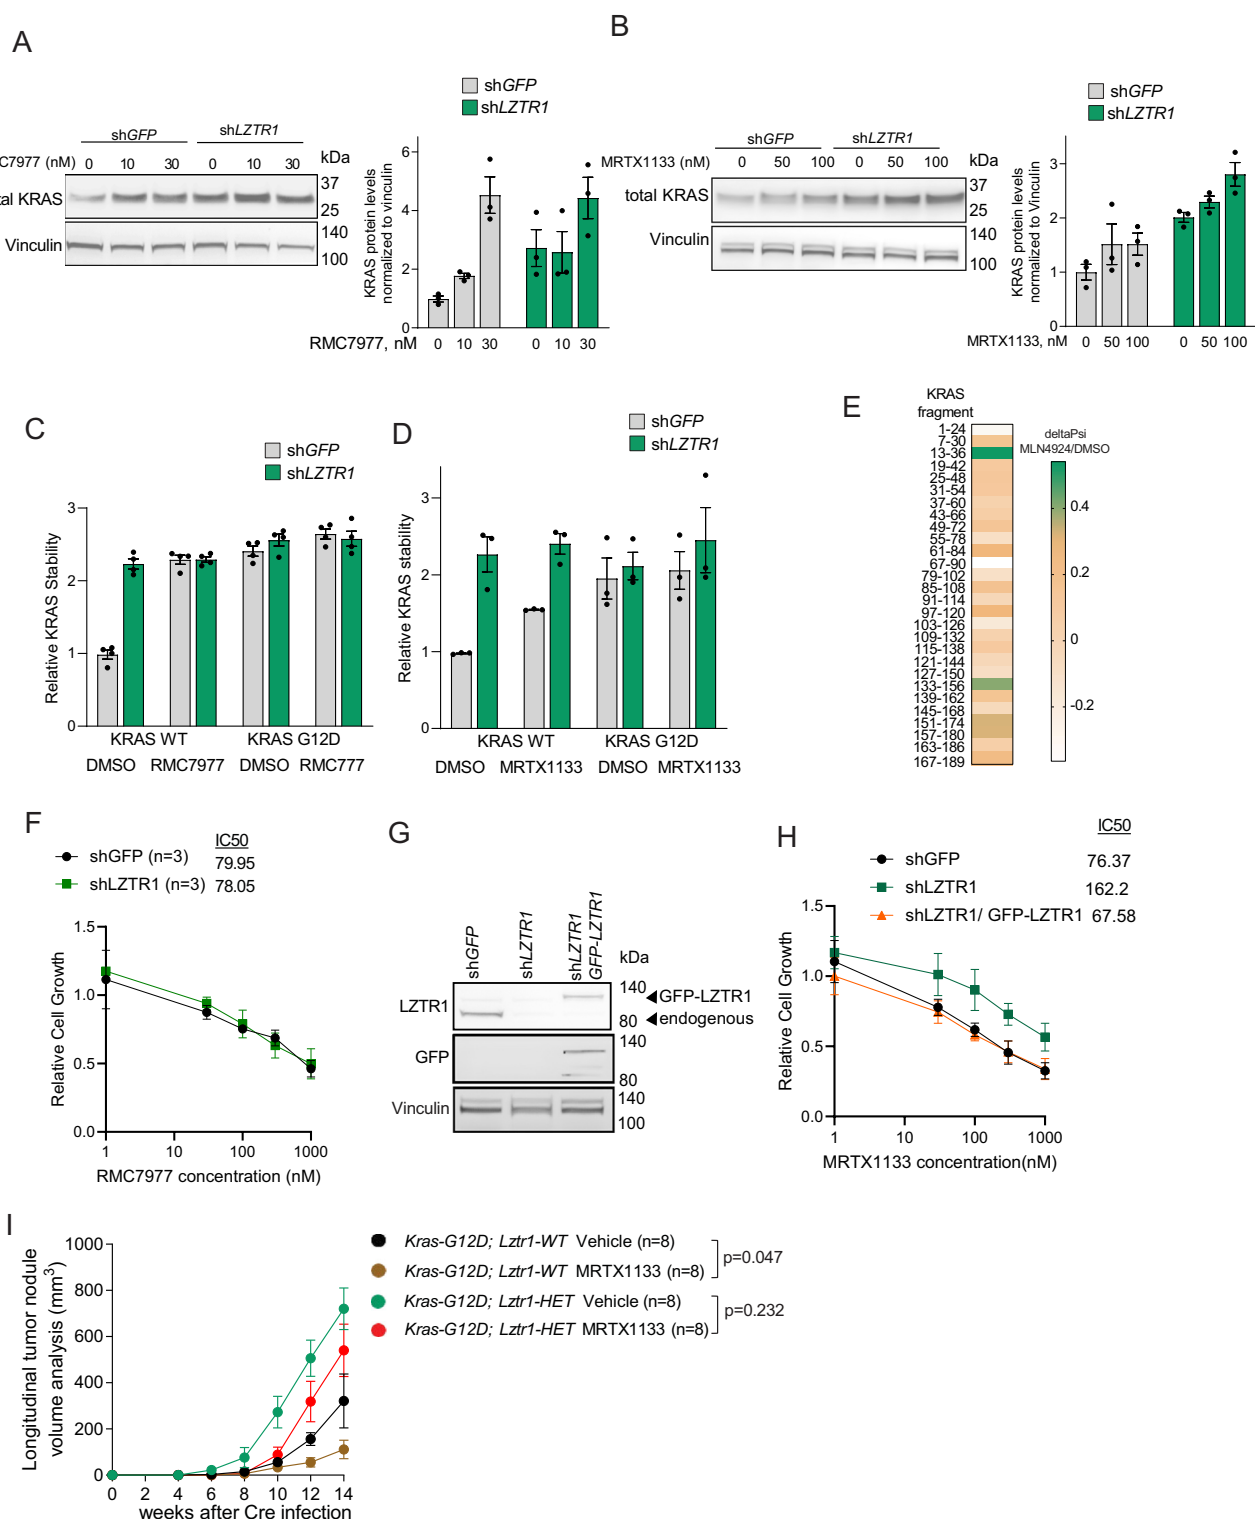 A
shGFP
shLZTR1
shGFP
shLZTR1
C7977 (nM)
0 10 30 0 10 30
kDa
al KRAS
37
25
Vinculin
140
100
KRAS protein levels
normalized to vinculin
6
4
2
0
0 10 30 0 10 30
RMC7977, nM
B
shGFP
shLZTR1
shGFP
shLZTR1
MRTX1133 (nM)
0 50 100 0 50 100
kDa
total KRAS
37
25
Vinculin
140
100
KRAS protein levels
normalized to Vinculin
3
2
1
0
0 50 100 0 50 100
MRTX1133, nM
C
shGFP
shLZTR1
Relative KRAS Stability
3
2
1
0
KRAS WT KRAS G12D
DMSO RMC7977 DMSO RMC777
D
shGFP
shLZTR1
Relative KRAS stability
3
2
1
0
KRAS WT KRAS G12D
DMSO MRTX1133 DMSO MRTX1133
E
KRAS
fragment
1-24
7-30
13-36
19-42
25-48
31-54
37-60
43-66
49-72
55-78
61-84
67-90
79-102
85-108
91-114
97-120
103-126
109-132
115-138
121-144
127-150
133-156
139-162
145-168
151-174
157-180
163-186
167-189
deltaPsi
MLN4924/DMSO
0.4
0.2
0
-0.2
F
IC50
shGFP (n=3) 79.95
shLZTR1 (n=3) 78.05
Relative Cell Growth
1.5
1.0
0.5
0.0
1 10 100 1000
RMC7977 concentration (nM)
G
shGFP
shLZTR1
shLZTR1
GFP-LZTR1
kDa
LZTR1
140
GFP-LZTR1
80
endogenous
GFP
140
80
Vinculin
140
100
H
IC50
shGFP 76.37
shLZTR1 162.2
shLZTR1/ GFP-LZTR1 67.58
Relative Cell Growth
1.5
1.0
0.5
0.0
1 10 100 1000
MRTX1133 concentration(nM)
I
Longitudinal tumor nodule
volume analysis (mm3)
1000
800
600
400
200
0
0 2 4 6 8 10 12 14
weeks after Cre infection
Kras-G12D; Lztr1-WT Vehicle (n=8)
Kras-G12D; Lztr1-WT MRTX1133 (n=8)
p=0.047
Kras-G12D; Lztr1-HET Vehicle (n=8)
Kras-G12D; Lztr1-HET MRTX1133 (n=8)
p=0.232